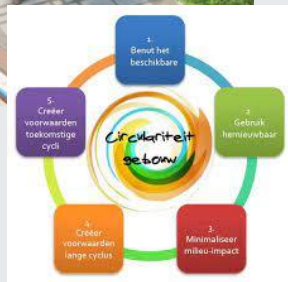 1.
Benut het
beschikbare
2.
Gebruik
hernieuwbaar
3.
Minimaliseer
milieu-impact
4.
Creëer
voorwaarden
lange cyclus
5.
Creëer
voorwaarden
toekomstige
cycli
Circulariteit
gebouw